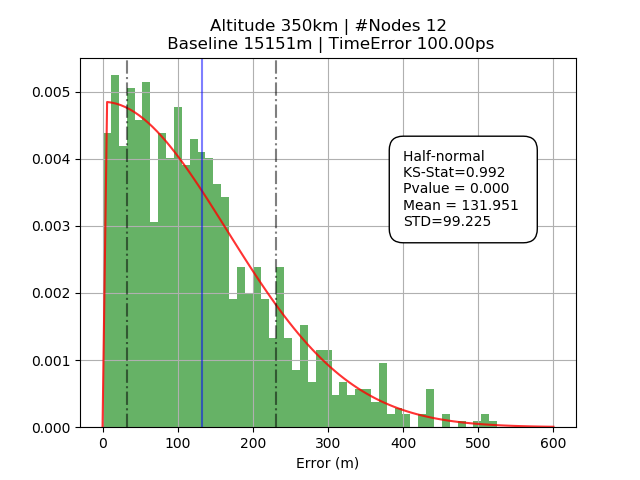 Altitude 350km | #Nodes 12
Baseline 15151m | TimeError 100.00ps
0.005
0.004
0.003
0.002
0.001
0.000
Half-normal
KS-Stat=0.992
Pvalue = 0.000
Mean = 131.951
STD=99.225
0 100 200 300 400 500 600
Error (m)